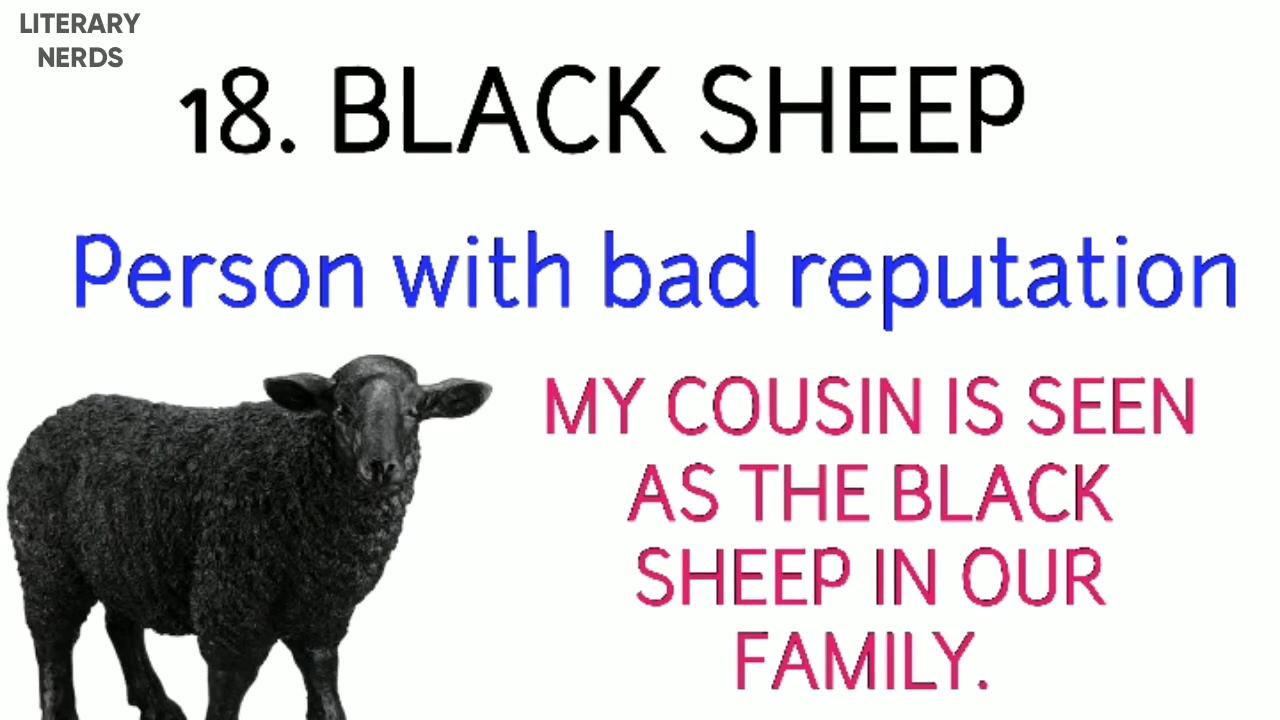 LITERARY
NERDS
18. BLACK SHEEP
Person with bad reputation
MY COUSIN IS SEEN
AS THE BLACK
SHEEP IN OUR
FAMILY.